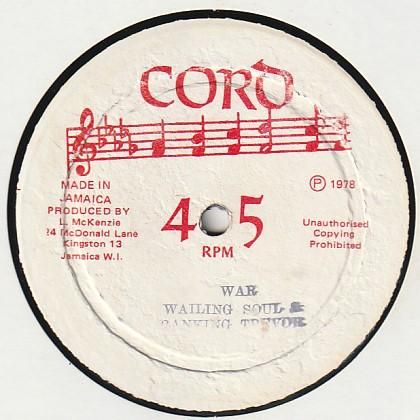 CORD
MADE IN
JAMAICA
PRODUCED BY
L. McKenzie
24 McDonald Lane
Kingston 13
Jamaica W.I.
45
RPM
Ⓟ 1978
Unauthorised
Copying
Prohibited
WAR
WAILING SOUL &
RANKING TREVOR